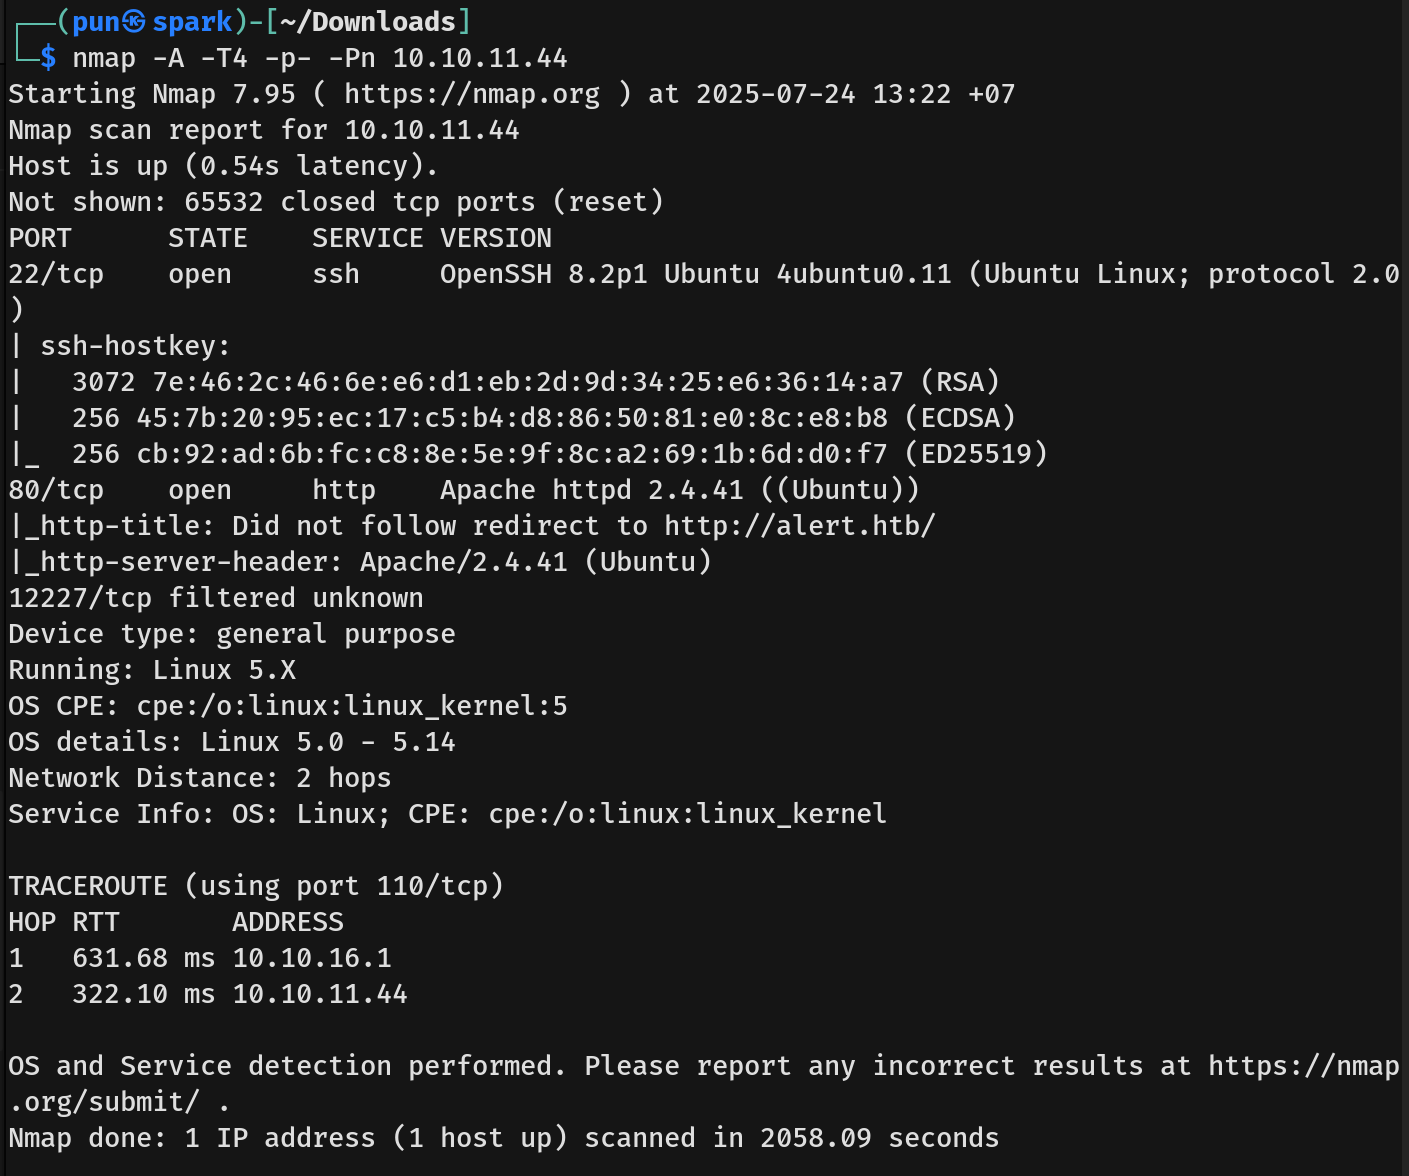 ┌──(pun㉿spark)-[~/Downloads]
└─$ nmap -A -T4 -p- -Pn 10.10.11.44
Starting Nmap 7.95 ( https://nmap.org ) at 2025-07-24 13:22 +07
Nmap scan report for 10.10.11.44
Host is up (0.54s latency).
Not shown: 65532 closed tcp ports (reset)
PORT      STATE    SERVICE VERSION
22/tcp    open     ssh     OpenSSH 8.2p1 Ubuntu 4ubuntu0.11 (Ubuntu Linux; protocol 2.0
)
| ssh-hostkey:
|   3072 7e:46:2c:46:6e:e6:d1:eb:2d:9d:34:25:e6:36:14:a7 (RSA)
|   256 45:7b:20:95:ec:17:c5:b4:d8:86:50:81:e0:8c:e8:b8 (ECDSA)
|_  256 cb:92:ad:6b:fc:c8:8e:5e:9f:8c:a2:69:1b:6d:d0:f7 (ED25519)
80/tcp    open     http    Apache httpd 2.4.41 ((Ubuntu))
|_http-title: Did not follow redirect to http://alert.htb/
|_http-server-header: Apache/2.4.41 (Ubuntu)
12227/tcp filtered unknown
Device type: general purpose
Running: Linux 5.X
OS CPE: cpe:/o:linux:linux_kernel:5
OS details: Linux 5.0 - 5.14
Network Distance: 2 hops
Service Info: OS: Linux; CPE: cpe:/o:linux:linux_kernel

TRACEROUTE (using port 110/tcp)
HOP RTT       ADDRESS
1   631.68 ms 10.10.16.1
2   322.10 ms 10.10.11.44

OS and Service detection performed. Please report any incorrect results at https://nmap
.org/submit/ .
Nmap done: 1 IP address (1 host up) scanned in 2058.09 seconds